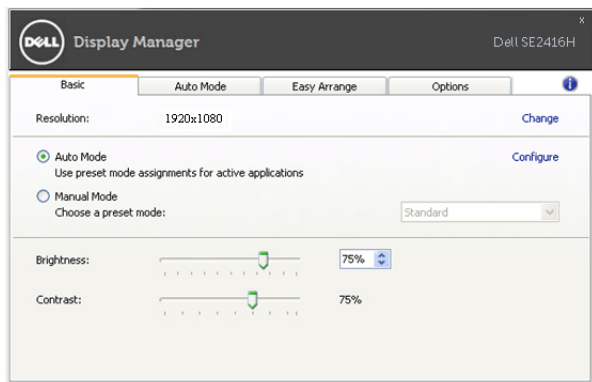 x
DELL Display Manager Dell SE2416H
Basic Auto Mode Easy Arrange Options i
Resolution: 1920x1080 Change
Auto Mode Configure
Use preset mode assignments for active applications
Manual Mode
Choose a preset mode: Standard
Brightness: 75%
Contrast: 75%